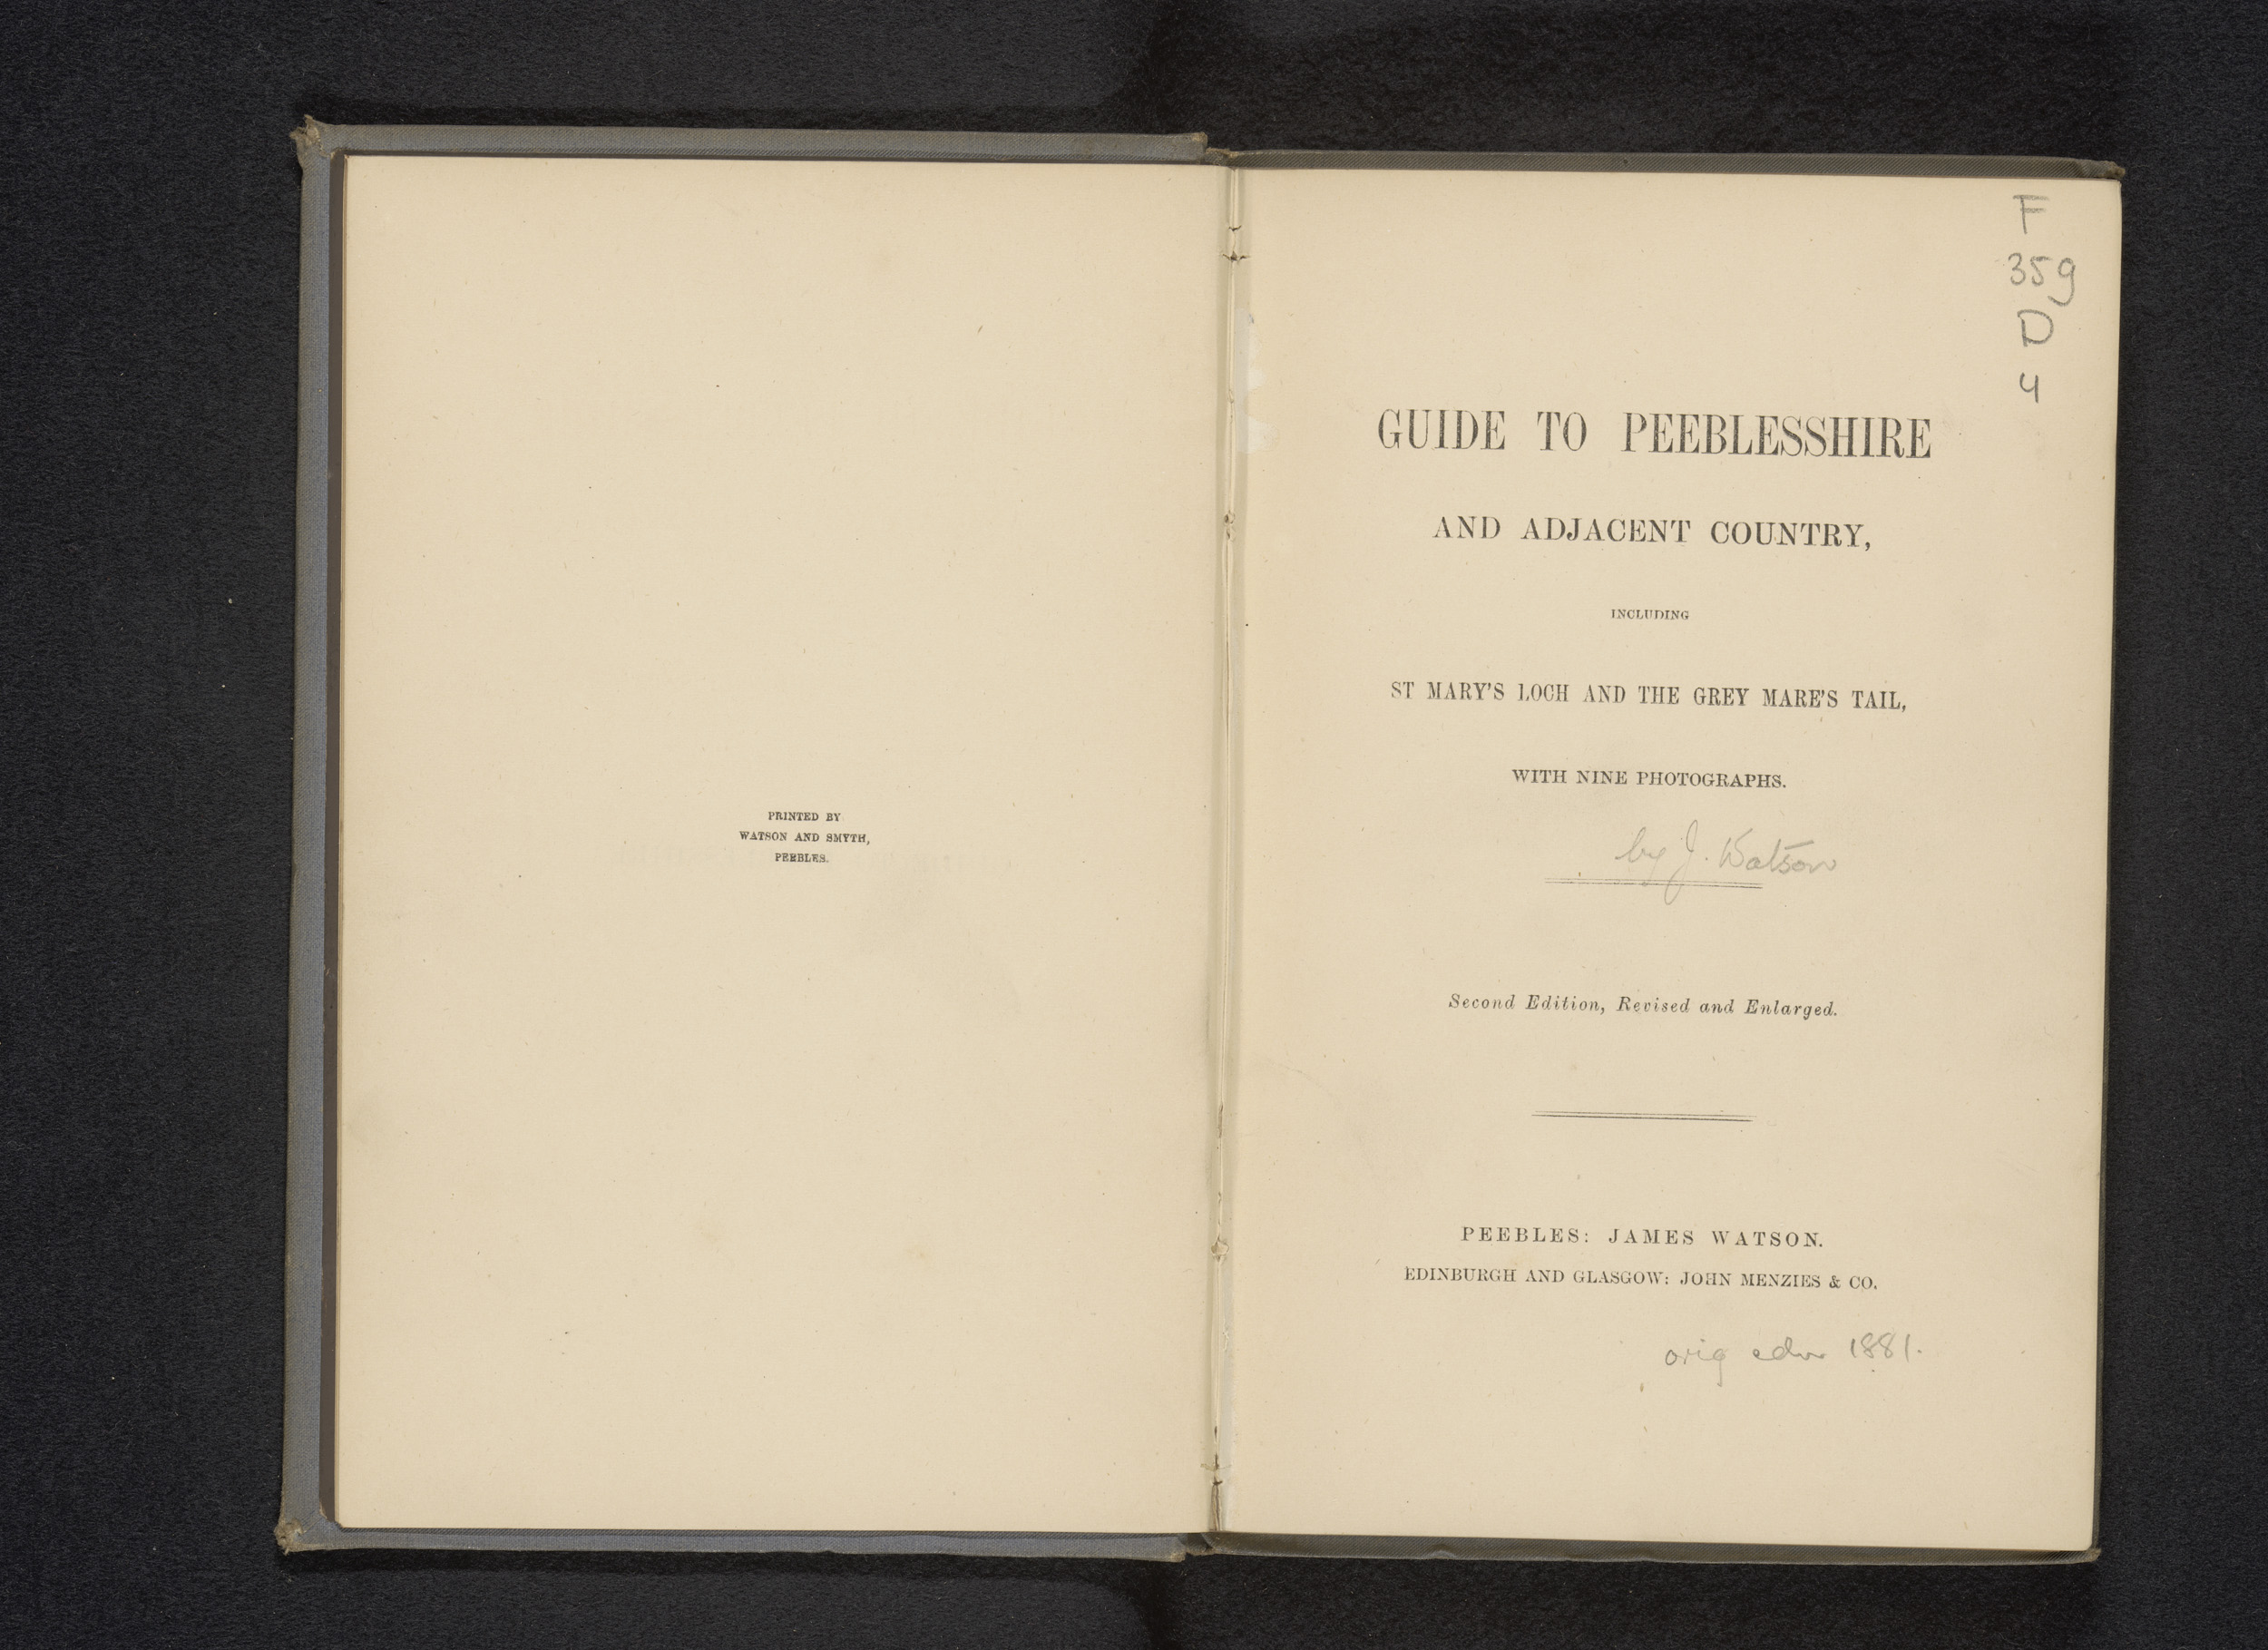 PRINTED BY
WATSON AND SMYTH,
PEEBLES.
F
35g
D
4
GUIDE TO PEEBLESSHIRE
AND ADJACENT COUNTRY,
INCLUDING
ST MARY'S LOCH AND THE GREY MARE'S TAIL,
WITH NINE PHOTOGRAPHS.
by J. Watson
Second Edition, Revised and Enlarged.
PEEBLES: JAMES WATSON.
EDINBURGH AND GLASGOW: JOHN MENZIES & CO.
orig edn 1881.